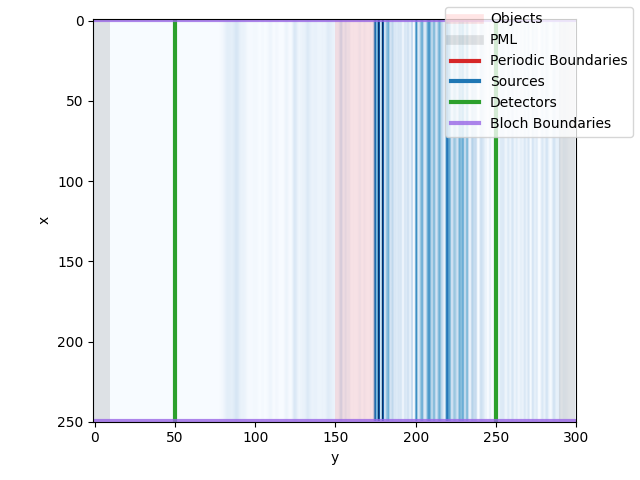 Objects
PML
Periodic Boundaries
Sources
Detectors
Bloch Boundaries
0
50
100
150
200
250
x
0 50 100 150 200 250 300
y